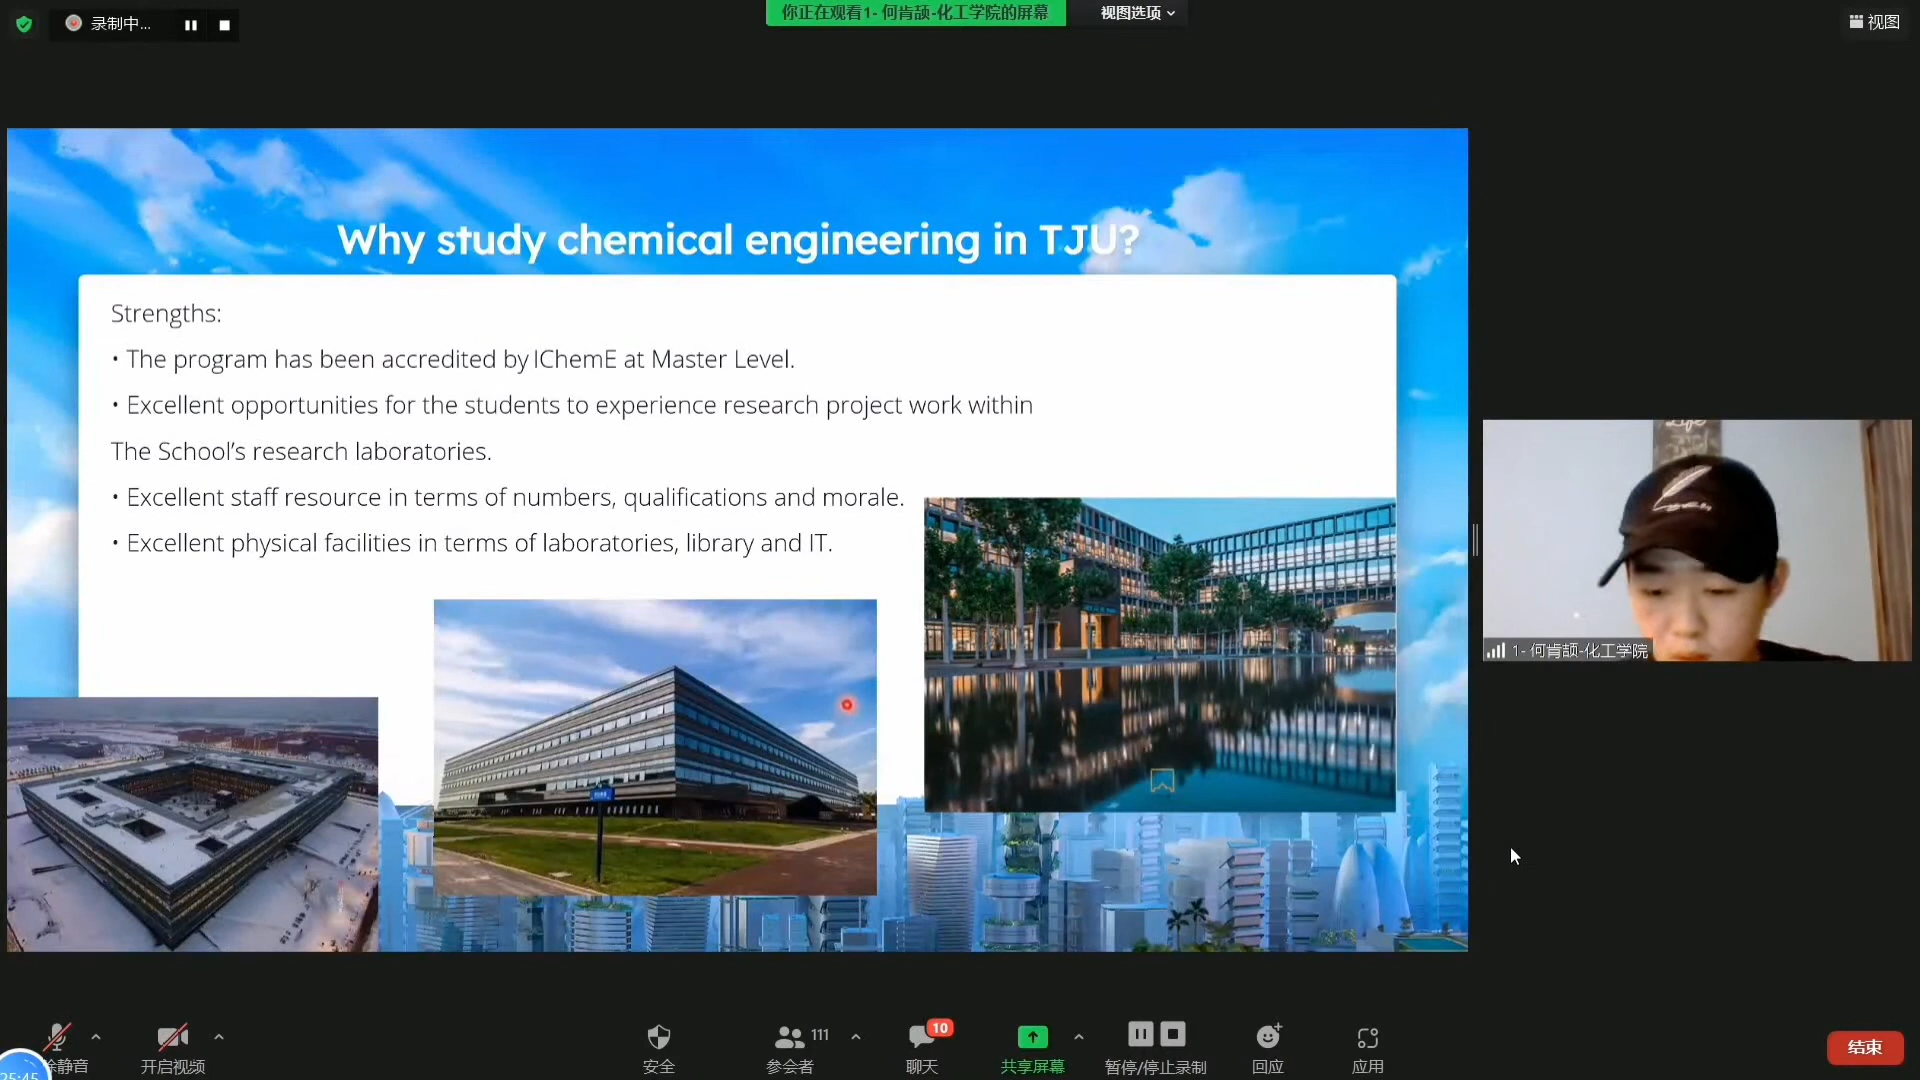 录制中...
你正在观看1- 何肯颉-化工学院的屏幕
视图选项
视图
Why study chemical engineering in TJU?
Strengths:
• The program has been accredited by IChemE at Master Level.
• Excellent opportunities for the students to experience research project work within
The School’s research laboratories.
• Excellent staff resource in terms of numbers, qualifications and morale.
• Excellent physical facilities in terms of laboratories, library and IT.
Life
1- 何肯颉-化工学院
25:45
除静音
开启视频
安全
111
参会者
10
聊天
共享屏幕
暂停/停止录制
回应
应用
结束